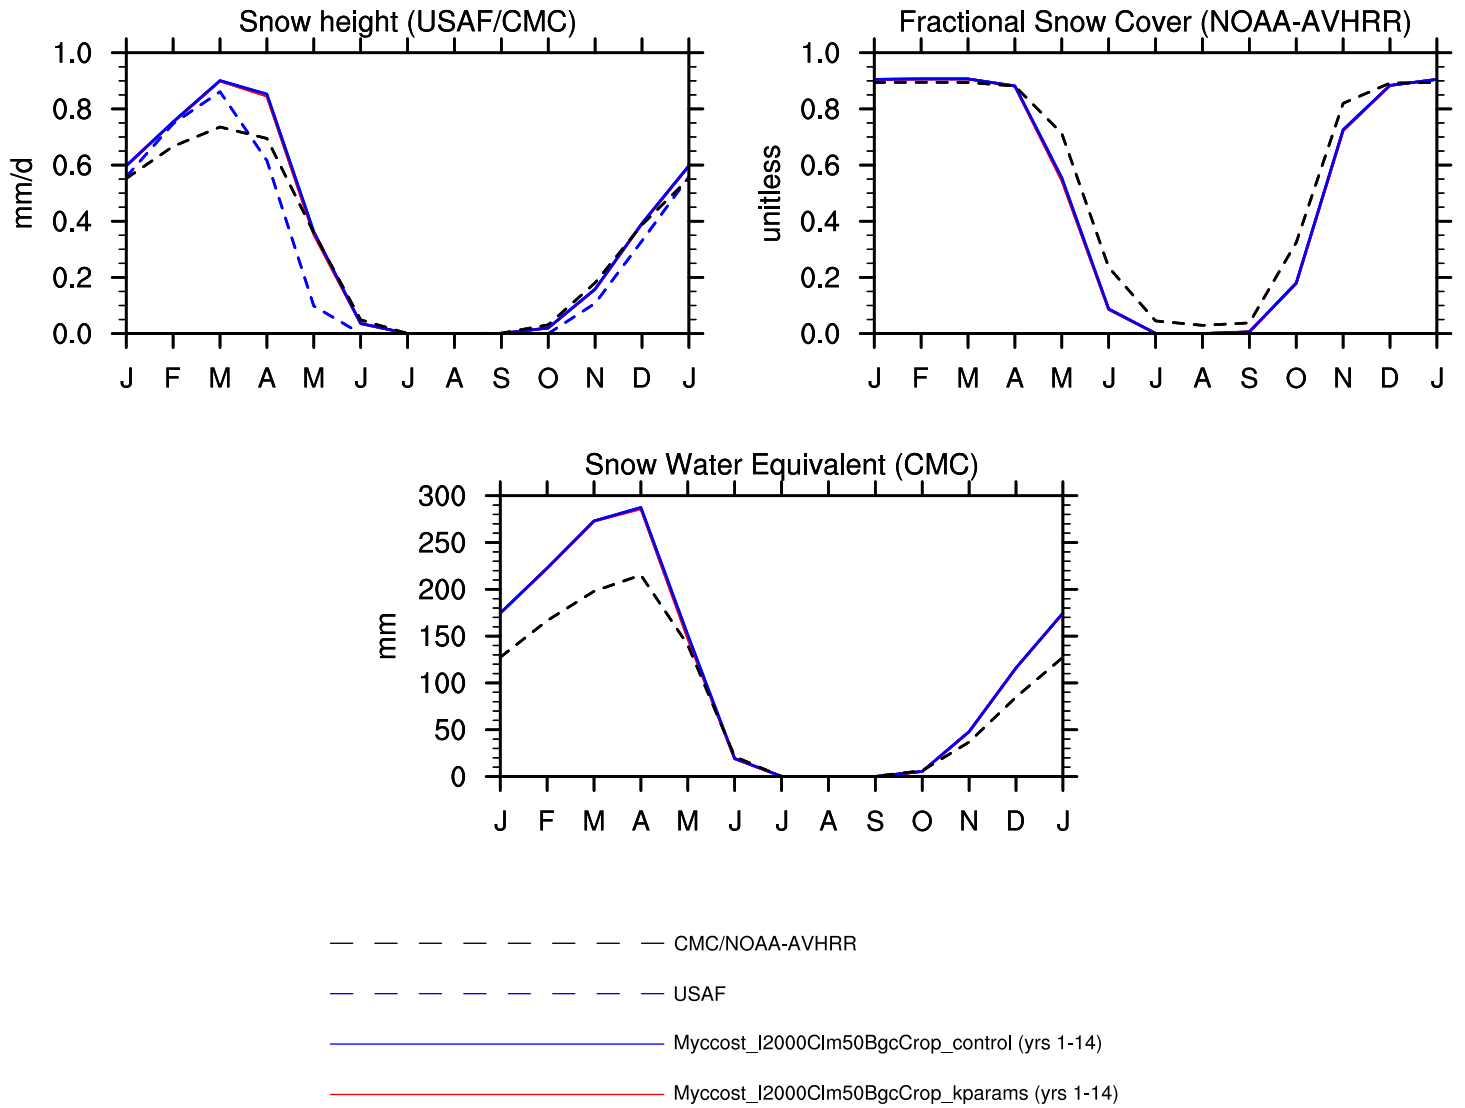 Snow height (USAF/CMC)
1.0
0.8
0.6
0.4
0.2
0.0
mm/d
J F M A M J J A S O N D J
Fractional Snow Cover (NOAA-AVHRR)
1.0
0.8
0.6
0.4
0.2
0.0
unitless
J F M A M J J A S O N D J
Snow Water Equivalent (CMC)
300
250
200
150
100
50
0
mm
J F M A M J J A S O N D J
CMC/NOAA-AVHRR
USAF
Myccost_I2000Clm50BgcCrop_control (yrs 1-14)
Myccost_I2000Clm50BgcCrop_kparams (yrs 1-14)